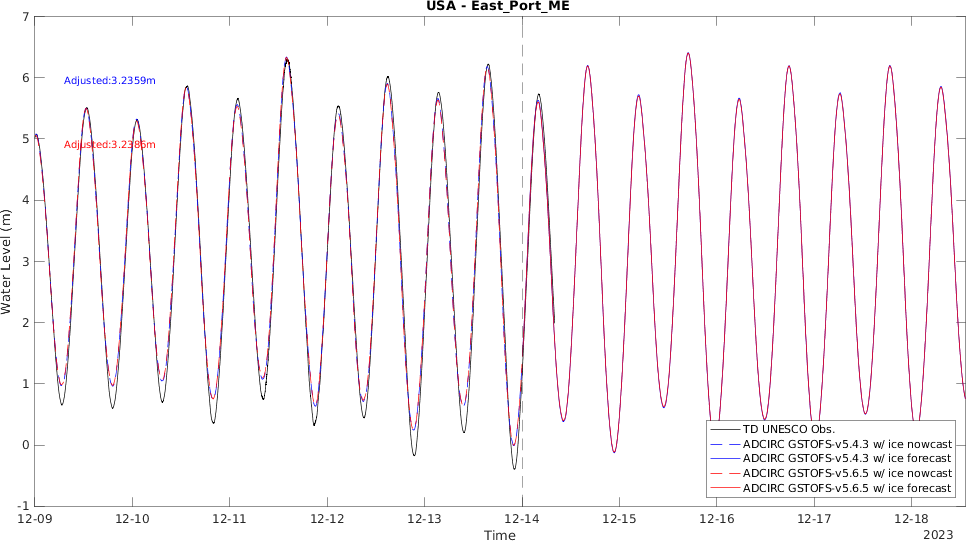 USA - East_Port_ME
7
6
5
4
3
2
1
0
-1
Water Level (m)
Adjusted:3.2359m
Adjusted:3.2386m
TD UNESCO Obs.
ADCIRC GSTOFS-v5.4.3 w/ ice nowcast
ADCIRC GSTOFS-v5.4.3 w/ ice forecast
ADCIRC GSTOFS-v5.6.5 w/ ice nowcast
ADCIRC GSTOFS-v5.6.5 w/ ice forecast
12-09 12-10 12-11 12-12 12-13 12-14 12-15 12-16 12-17 12-18
Time
2023